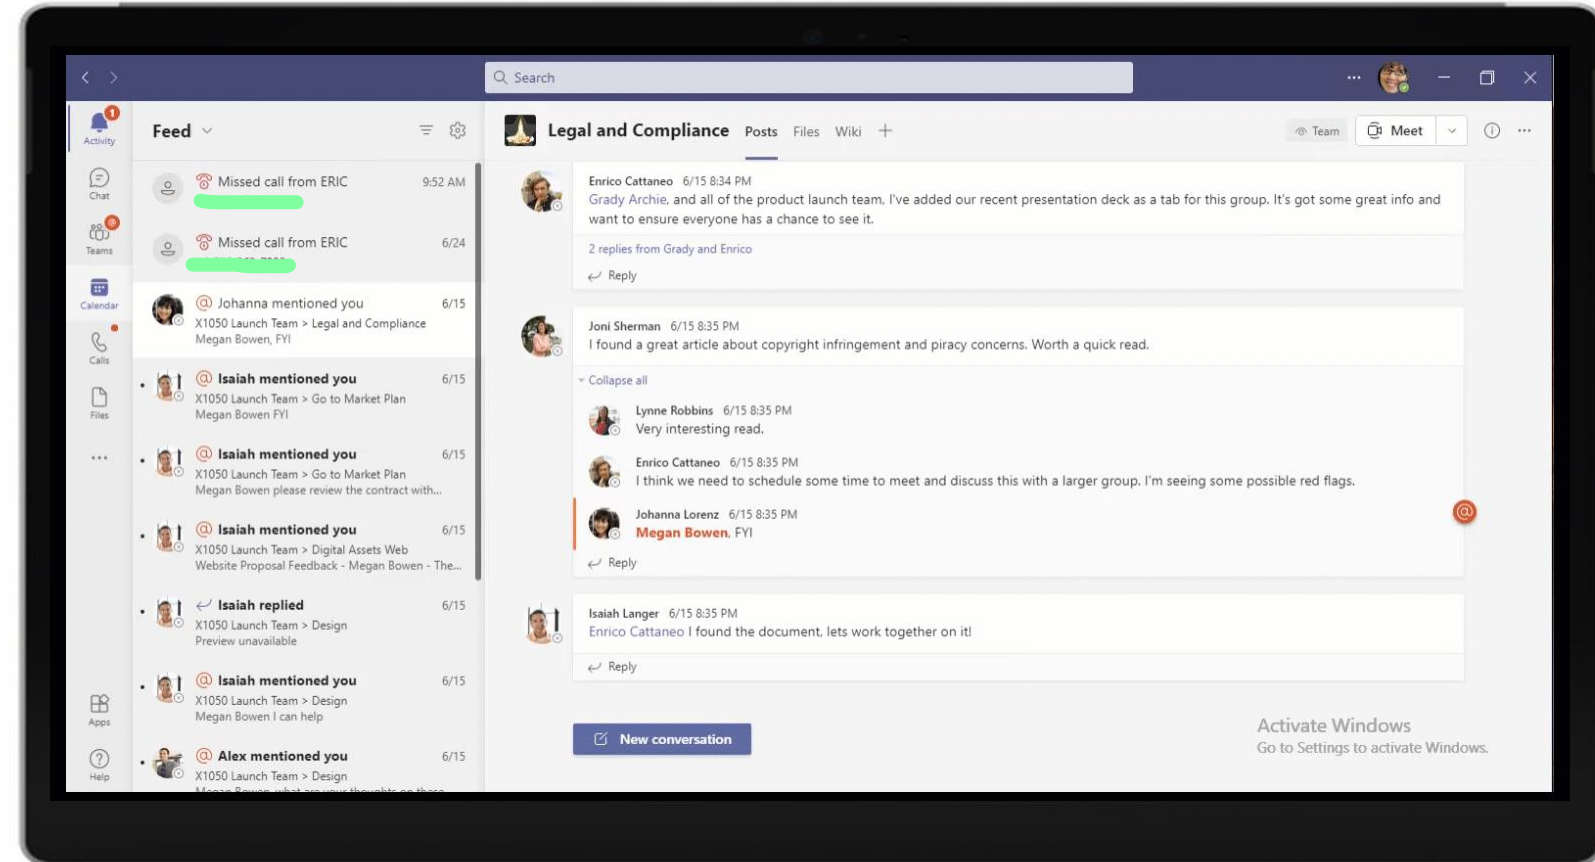 Search
Activity
1
Chat
Teams
Calendar
Calls
Files
Apps
Help
Feed
Missed call from ERIC 9:52 AM
Missed call from ERIC 6/24
@ Johanna mentioned you 6/15
X1050 Launch Team > Legal and Compliance
Megan Bowen, FYI
@ Isaiah mentioned you 6/15
X1050 Launch Team > Go to Market Plan
Megan Bowen FYI
@ Isaiah mentioned you 6/15
X1050 Launch Team > Go to Market Plan
Megan Bowen please review the contract with...
@ Isaiah mentioned you 6/15
X1050 Launch Team > Digital Assets Web
Website Proposal Feedback - Megan Bowen - The...
Isaiah replied 6/15
X1050 Launch Team > Design
Preview unavailable
@ Isaiah mentioned you 6/15
X1050 Launch Team > Design
Megan Bowen I can help
@ Alex mentioned you 6/15
X1050 Launch Team > Design
Megan Bowen, what are your thoughts on these
Legal and Compliance Posts Files Wiki
Team Meet
Enrico Cattaneo 6/15 8:34 PM
Grady Archie, and all of the product launch team, I've added our recent presentation deck as a tab for this group. It's got some great info and
want to ensure everyone has a chance to see it.
2 replies from Grady and Enrico
Reply
Joni Sherman 6/15 8:35 PM
I found a great article about copyright infringement and piracy concerns. Worth a quick read.
Collapse all
Lynne Robbins 6/15 8:35 PM
Very interesting read.
Enrico Cattaneo 6/15 8:35 PM
I think we need to schedule some time to meet and discuss this with a larger group. I'm seeing some possible red flags.
Johanna Lorenz 6/15 8:35 PM
Megan Bowen, FYI
@
Reply
Isaiah Langer 6/15 8:35 PM
Enrico Cattaneo I found the document, lets work together on it!
Reply
New conversation
Activate Windows
Go to Settings to activate Windows.